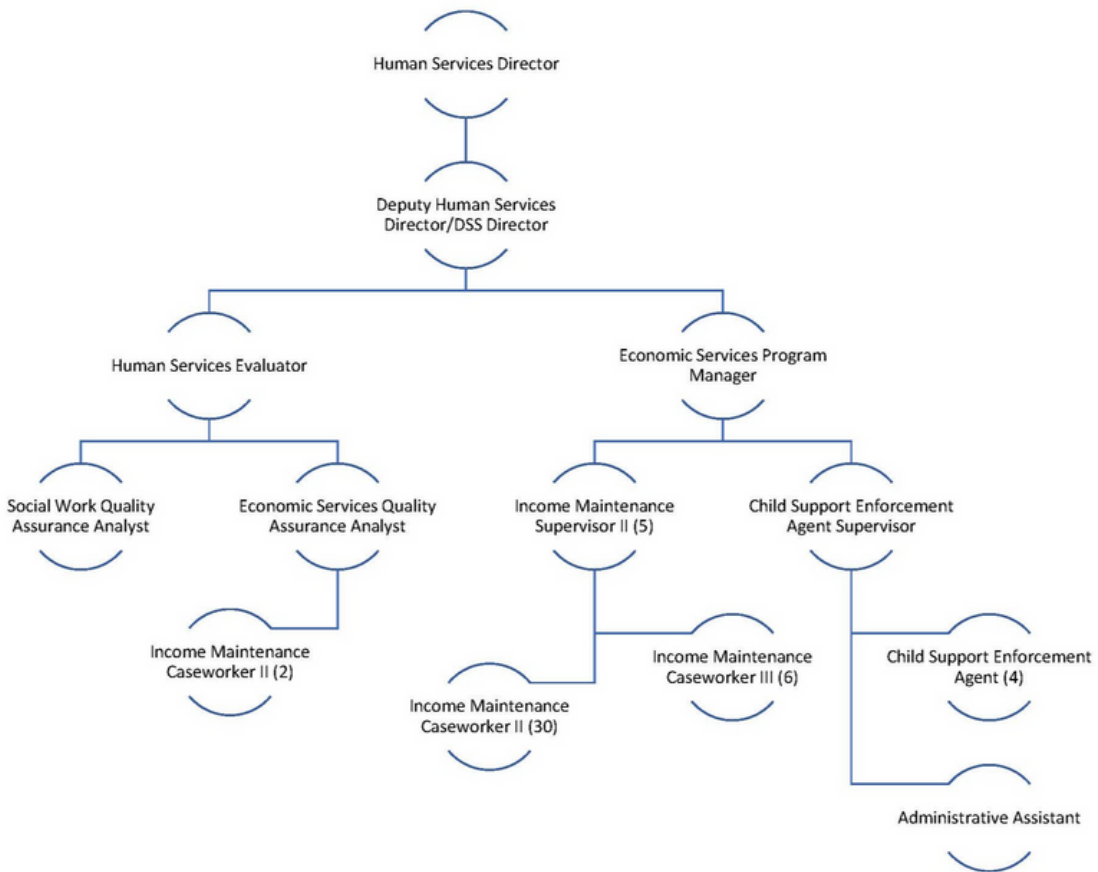 Human Services Director
Deputy Human Services
Director/DSS Director
Human Services Evaluator
Economic Services Program
Manager
Social Work Quality
Assurance Analyst
Economic Services Quality
Assurance Analyst
Income Maintenance
Supervisor II (5)
Child Support Enforcement
Agent Supervisor
Income Maintenance
Caseworker II (2)
Income Maintenance
Caseworker II (30)
Income Maintenance
Caseworker III (6)
Child Support Enforcement
Agent (4)
Administrative Assistant